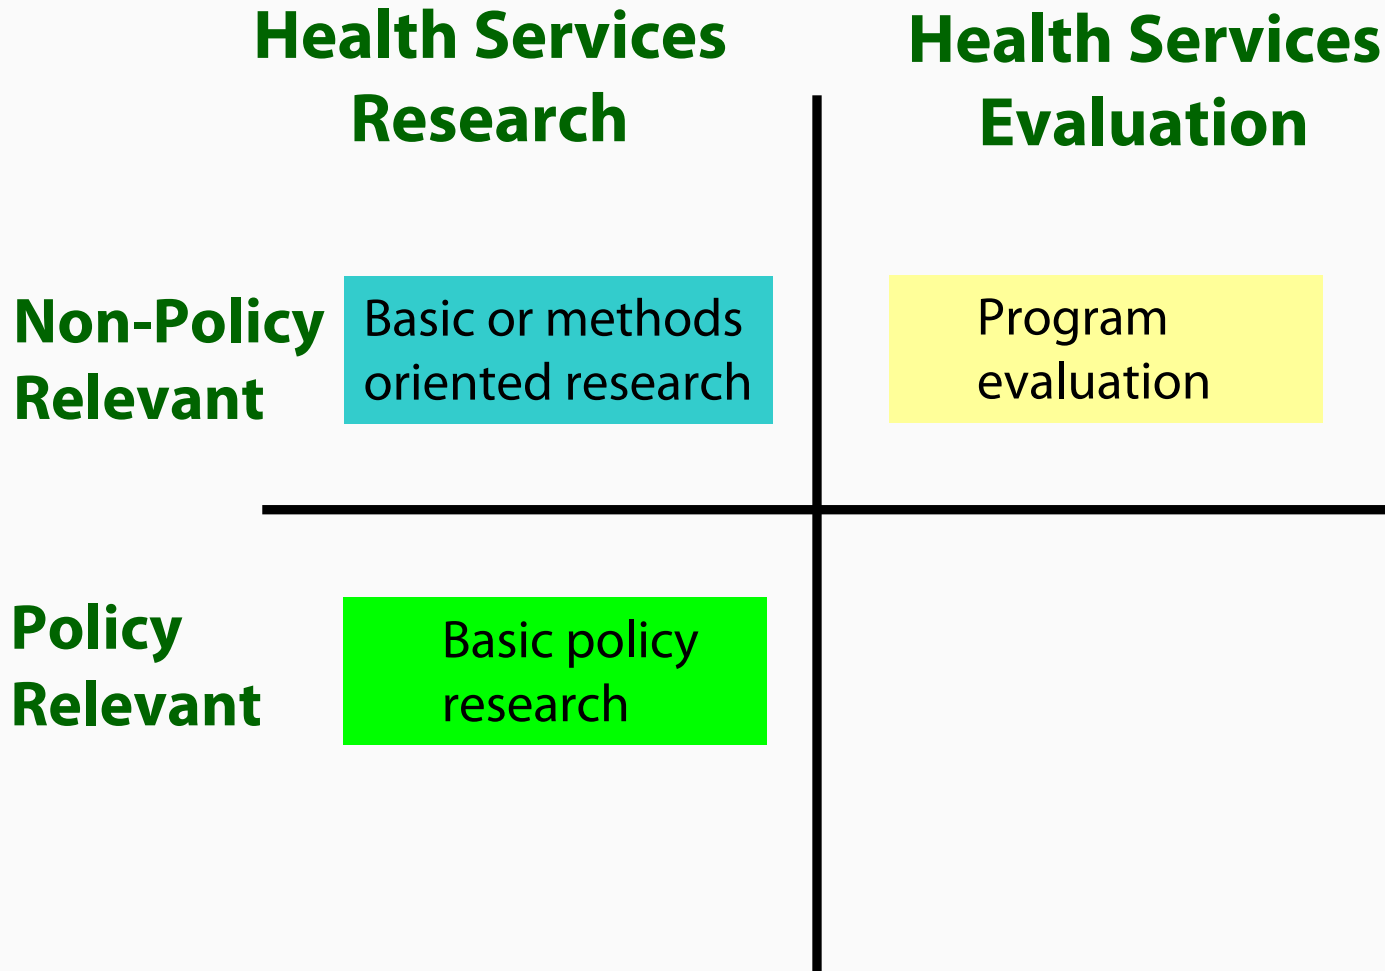 Health Services
Research
Health Services
Evaluation
Non-Policy
Relevant
Basic or methods
oriented research
Program
evaluation
Policy
Relevant
Basic policy
research